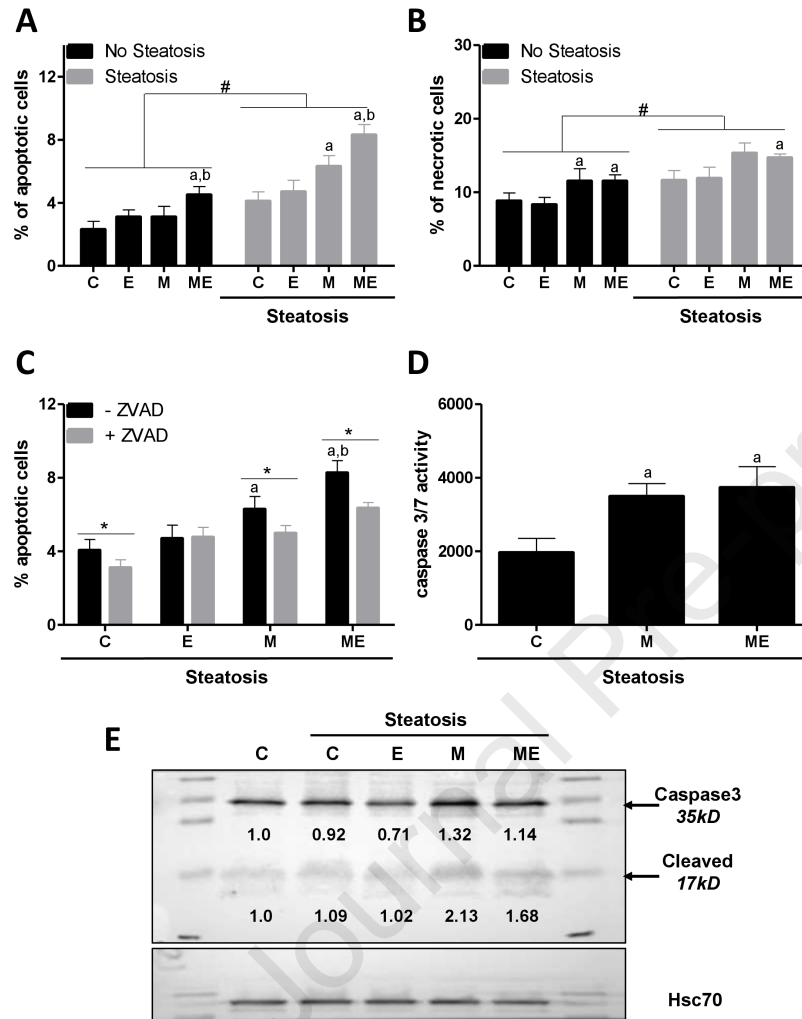 A
No Steatosis
Steatosis
% of apoptotic cells
12
8
4
0
#
a,b
a
a,b
C E M ME C E M ME
Steatosis
B
No Steatosis
Steatosis
% of necrotic cells
30
20
10
0
#
a a a
C E M ME C E M ME
Steatosis
C
- ZVAD
+ ZVAD
% apoptotic cells
12
8
4
0
*
*
a
*
a,b
C E M ME
Steatosis
D
caspase 3/7 activity
6000
4000
2000
0
a a
C M ME
Steatosis
E
Steatosis
C C E M ME
Caspase3
35kD
1.0 0.92 0.71 1.32 1.14
Cleaved
17kD
1.0 1.09 1.02 2.13 1.68
Hsc70
Journal Pre-p